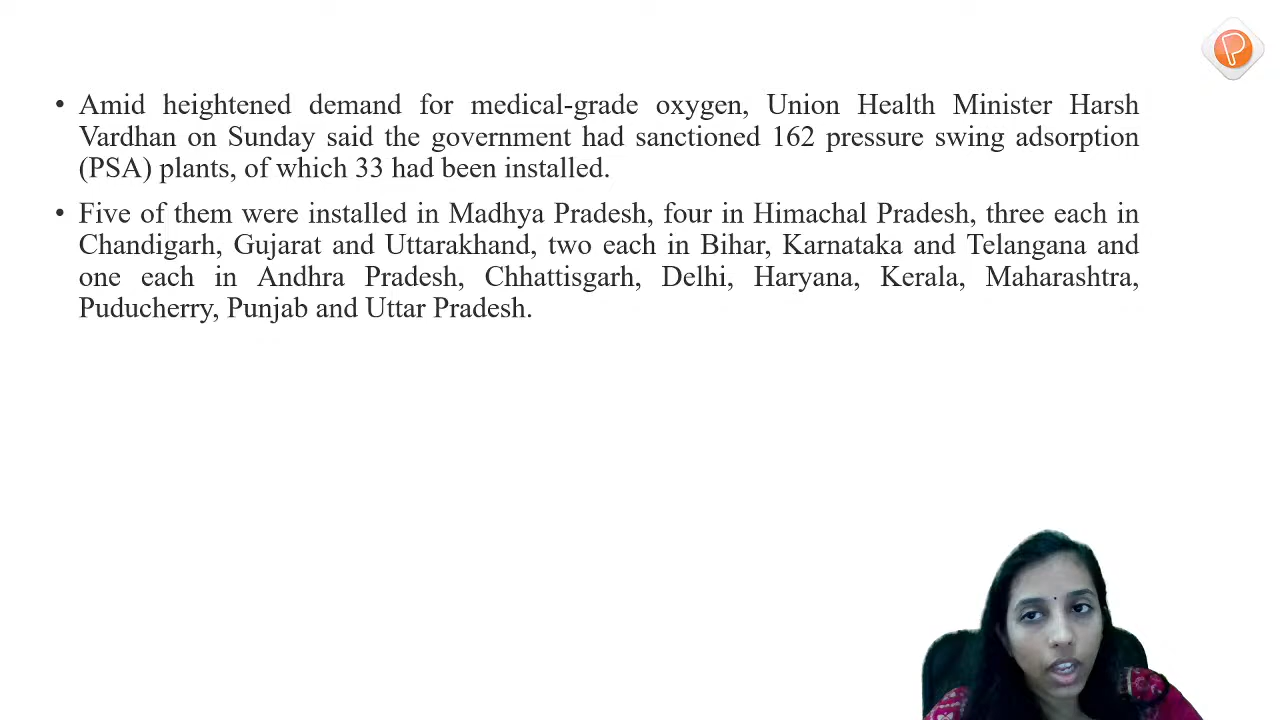 • Amid heightened demand for medical-grade oxygen, Union Health Minister Harsh
Vardhan on Sunday said the government had sanctioned 162 pressure swing adsorption
(PSA) plants, of which 33 had been installed.
• Five of them were installed in Madhya Pradesh, four in Himachal Pradesh, three each in
Chandigarh, Gujarat and Uttarakhand, two each in Bihar, Karnataka and Telangana and
one each in Andhra Pradesh, Chhattisgarh, Delhi, Haryana, Kerala, Maharashtra,
Puducherry, Punjab and Uttar Pradesh.
P